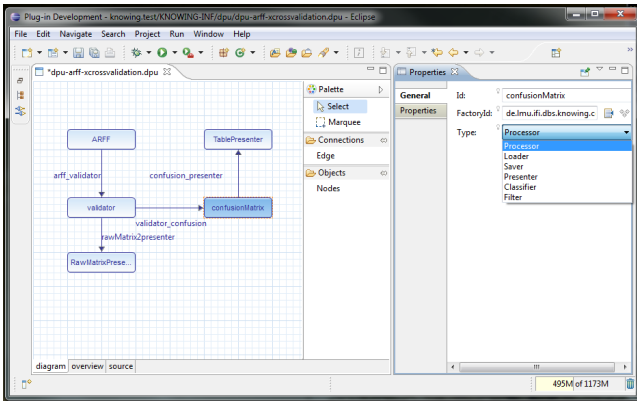 Plug-in Development - knowing.test/KNOWING-INF/dpu/dpu-arff-xcrossvalidation.dpu - Eclipse
File Edit Navigate Search Project Run Window Help
*dpu-arff-xcrossvalidation.dpu
Properties
Palette
Select
Marquee
Connections
Edge
Objects
Nodes
ARFF
TablePresenter
arff_validator
confusion_presenter
validator
confusionMatrix
validator_confusion
rawMatrix2presenter
RawMatrixPrese...
General
Properties
Id: confusionMatrix
FactoryId: de.lmu.ifi.dbs.knowing.c
Type: Processor
Processor
Loader
Saver
Presenter
Classifier
Filter
diagram overview source
495M of 1173M